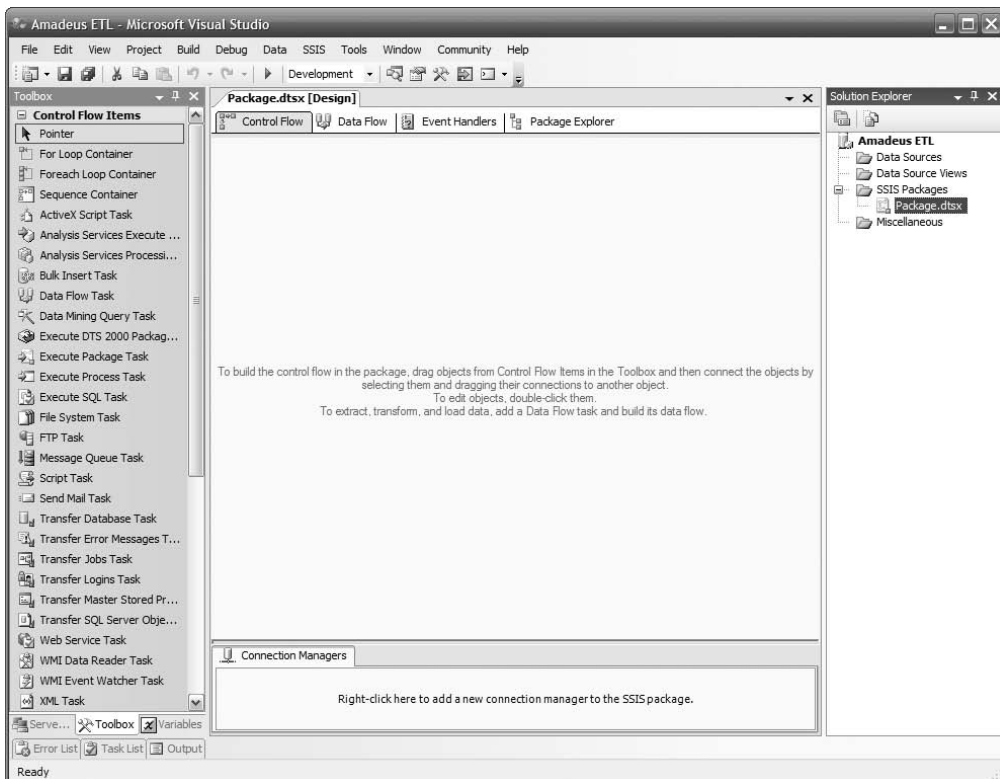 Amadeus ETL - Microsoft Visual Studio
File Edit View Project Build Debug Data SSIS Tools Window Community Help
Development
Toolbox
Control Flow Items
Pointer
For Loop Container
Foreach Loop Container
Sequence Container
ActiveX Script Task
Analysis Services Execute ...
Analysis Services Processi...
Bulk Insert Task
Data Flow Task
Data Mining Query Task
Execute DTS 2000 Packag...
Execute Package Task
Execute Process Task
Execute SQL Task
File System Task
FTP Task
Message Queue Task
Script Task
Send Mail Task
Transfer Database Task
Transfer Error Messages T...
Transfer Jobs Task
Transfer Logins Task
Transfer Master Stored Pr...
Transfer SQL Server Obje...
Web Service Task
WMI Data Reader Task
WMI Event Watcher Task
XML Task
Serve... Toolbox Variables
Error List Task List Output
Ready
Package.dtsx [Design]
Control Flow Data Flow Event Handlers Package Explorer
To build the control flow in the package, drag objects from Control Flow Items in the Toolbox and then connect the objects by
selecting them and dragging their connections to another object.
To edit objects, double-click them.
To extract, transform, and load data, add a Data Flow task and build its data flow.
Connection Managers
Right-click here to add a new connection manager to the SSIS package.
Solution Explorer
Amadeus ETL
Data Sources
Data Source Views
SSIS Packages
Package.dtsx
Miscellaneous